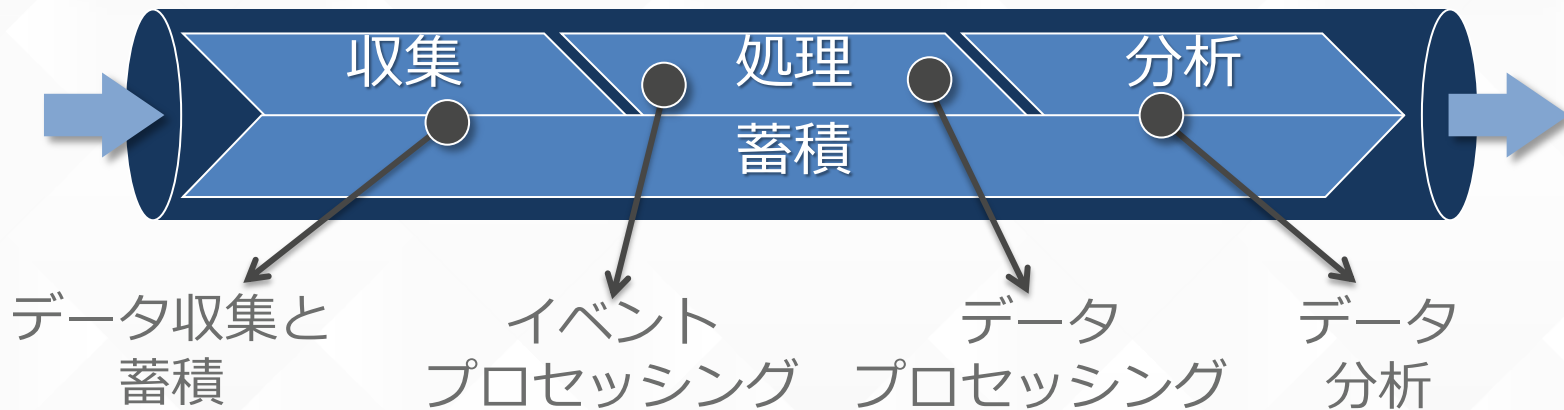 収集
処理
分析
蓄積
データ収集と
蓄積
イベント
プロセッシング
データ
プロセッシング
データ
分析